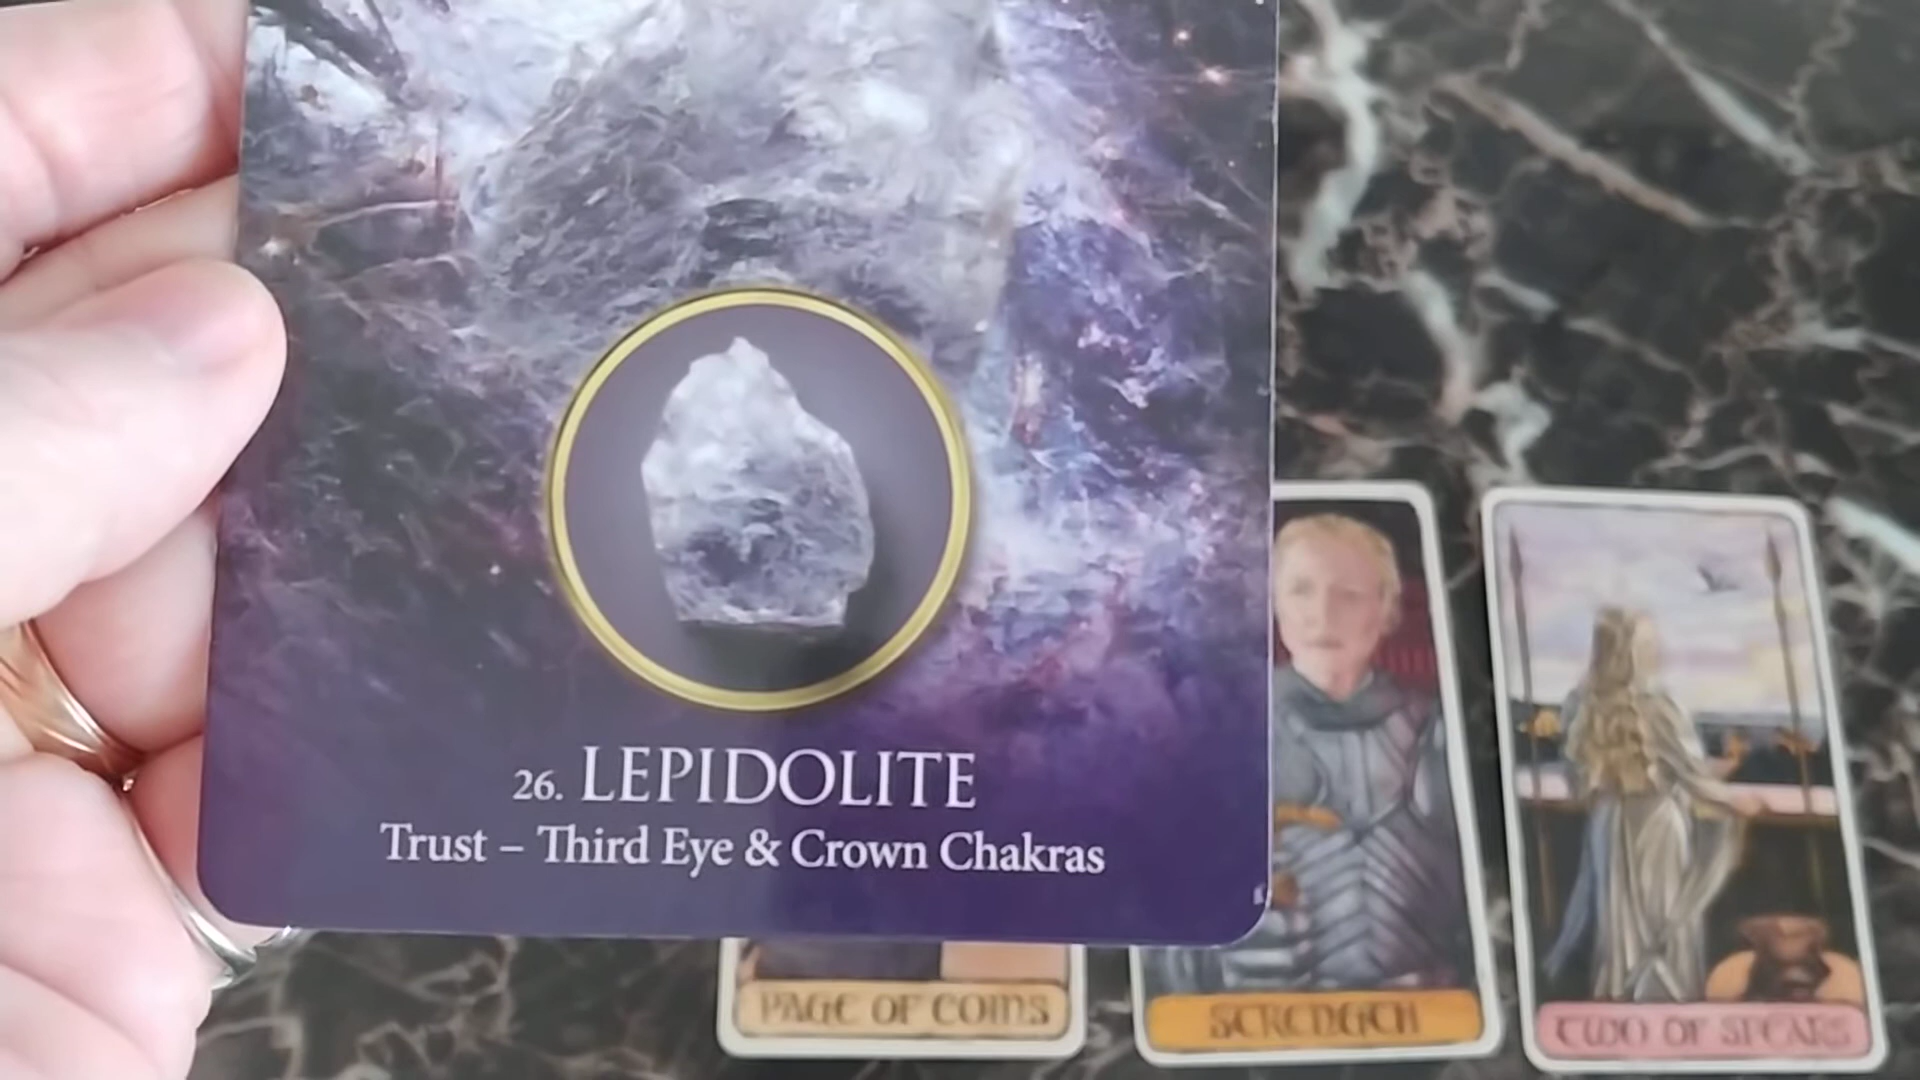 26. LEPIDOLITE
Trust – Third Eye & Crown Chakras
PAGE OF COINS
STRENGTH
TWO OF SPEARS